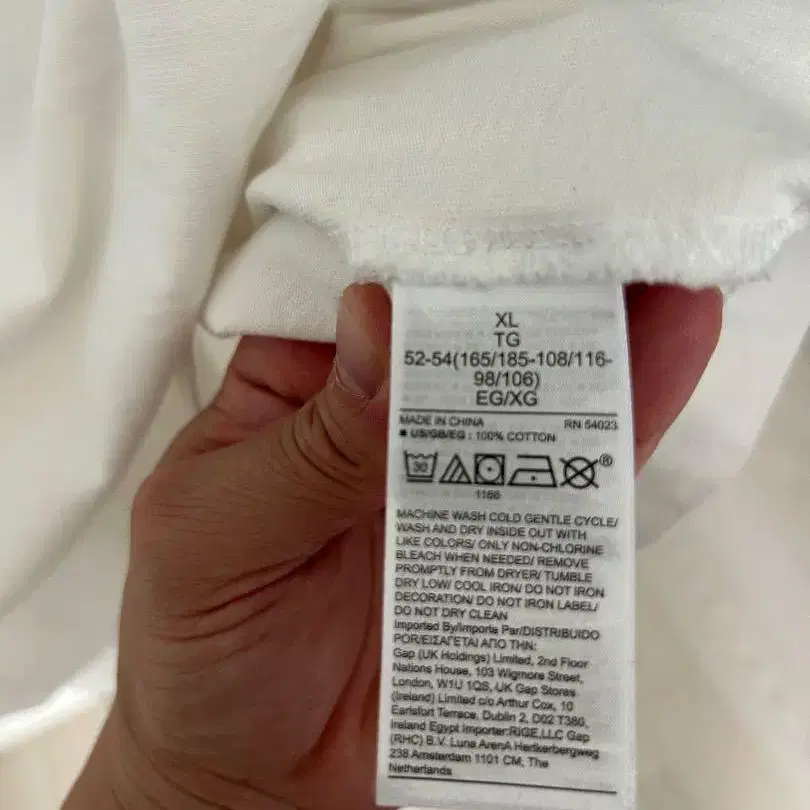 XL
TG
52-54(165/185-108/116-
98/106)
EG/XG
MADE IN CHINA RN 54023
■ US/GB/EG : 100% COTTON
30 ®
1166
MACHINE WASH COLD GENTLE CYCLE/
WASH AND DRY INSIDE OUT WITH
LIKE COLORS/ ONLY NON-CHLORINE
BLEACH WHEN NEEDED/ REMOVE
PROMPTLY FROM DRYER/ TUMBLE
DRY LOW/ COOL IRON/ DO NOT IRON
DECORATION/ DO NOT IRON LABEL/
DO NOT DRY CLEAN
Imported By/Importe Par/DISTRIBUIDO
POR/ΕΙΣΑΓΕΤΑΙ ΑΠΟ ΤΗΝ:
Gap (UK Holdings) Limited, 2nd Floor
Nations House, 103 Wigmore Street,
London, W1U 1QS, UK Gap Stores
(Ireland) Limited c/o Arthur Cox, 10
Earlsfort Terrace, Dublin 2, D02 T380,
Ireland Egypt Importer:RIGE,LLC Gap
(RHC) B.V. Luna ArenA Herikerbergweg
238 Amsterdam 1101 CM, The
Netherlands